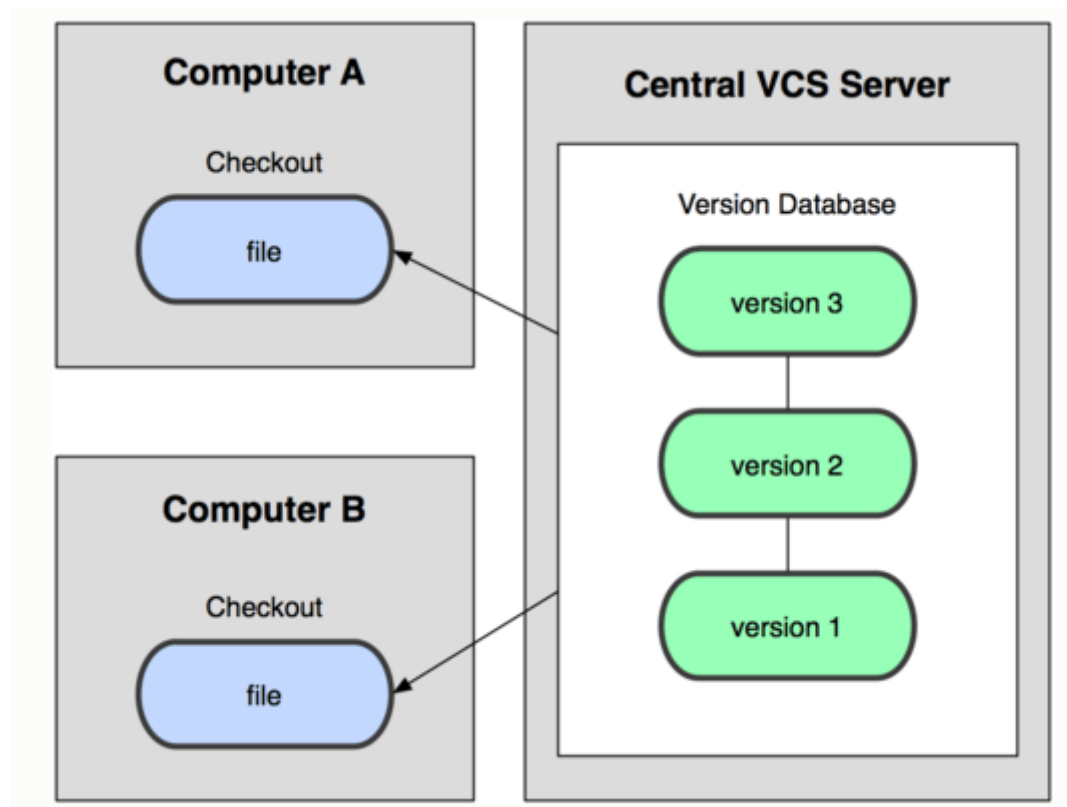 Computer A
Checkout
file
Computer B
Checkout
file
Central VCS Server
Version Database
version 3
version 2
version 1